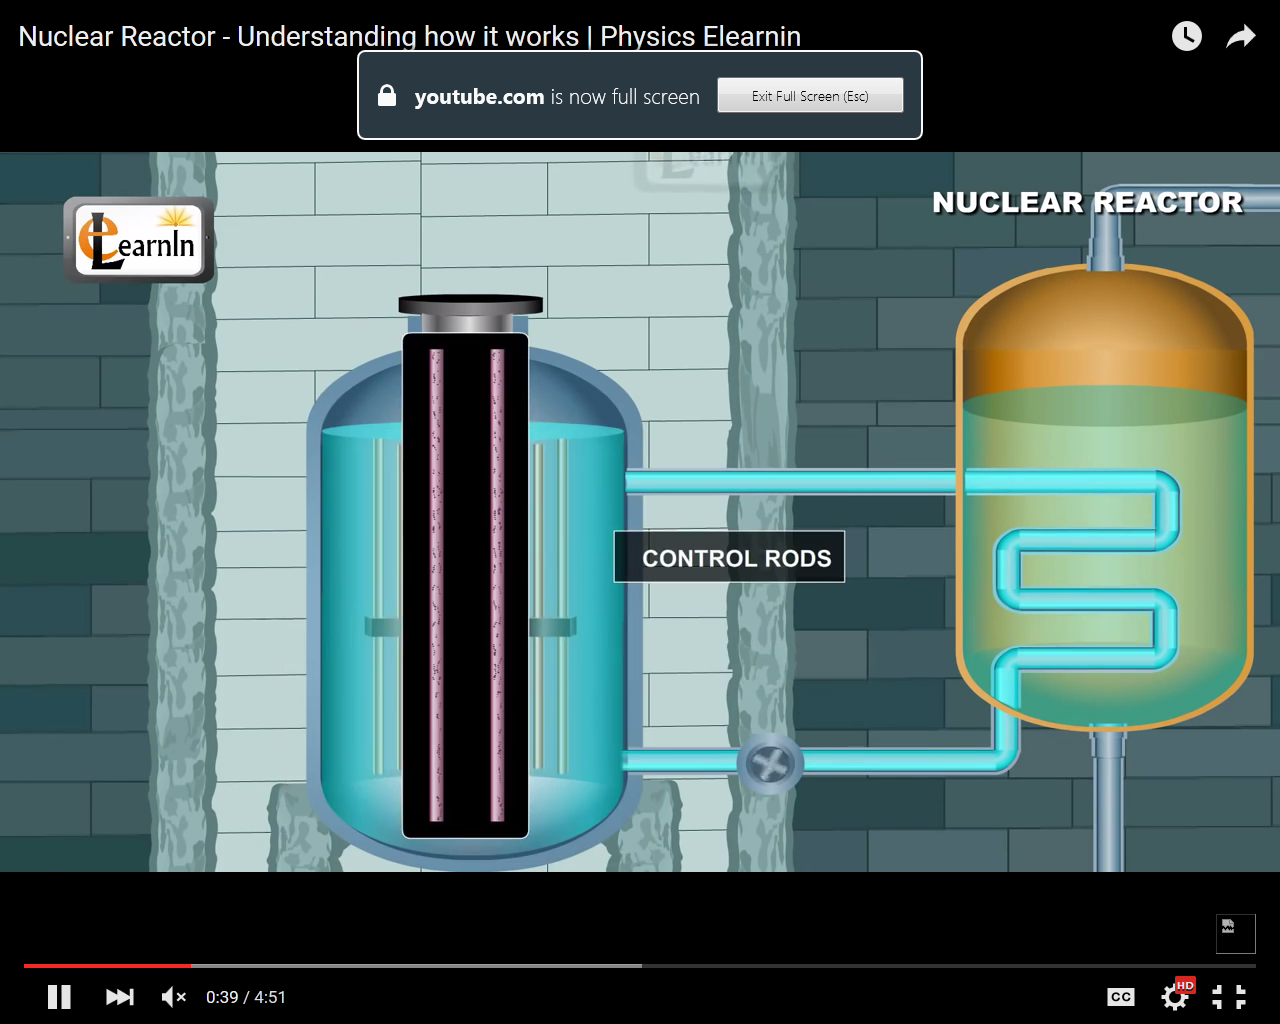 Nuclear Reactor - Understanding how it works | Physics Elearnin
youtube.com is now full screen
Exit Full Screen (Esc)
NUCLEAR REACTOR
eLearnIn
CONTROL RODS
0:39 / 4:51
CC
HD